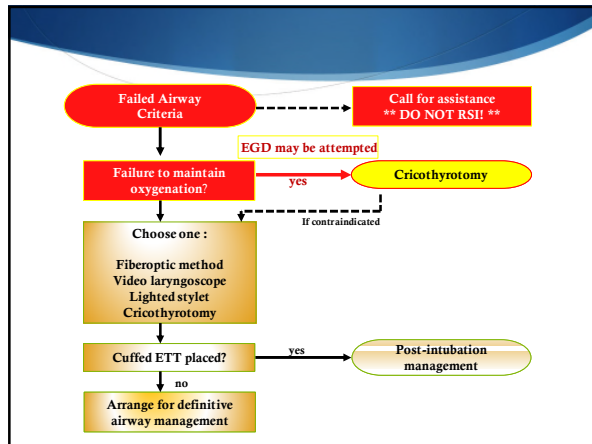 Failed Airway
Criteria
Call for assistance
** DO NOT RSI! **
EGD may be attempted
Failure to maintain
oxygenation?
yes
Cricothyrotomy
If contraindicated
Choose one :
Fiberoptic method
Video laryngoscope
Lighted stylet
Cricothyrotomy
Cuffed ETT placed?
yes
Post-intubation
management
no
Arrange for definitive
airway management